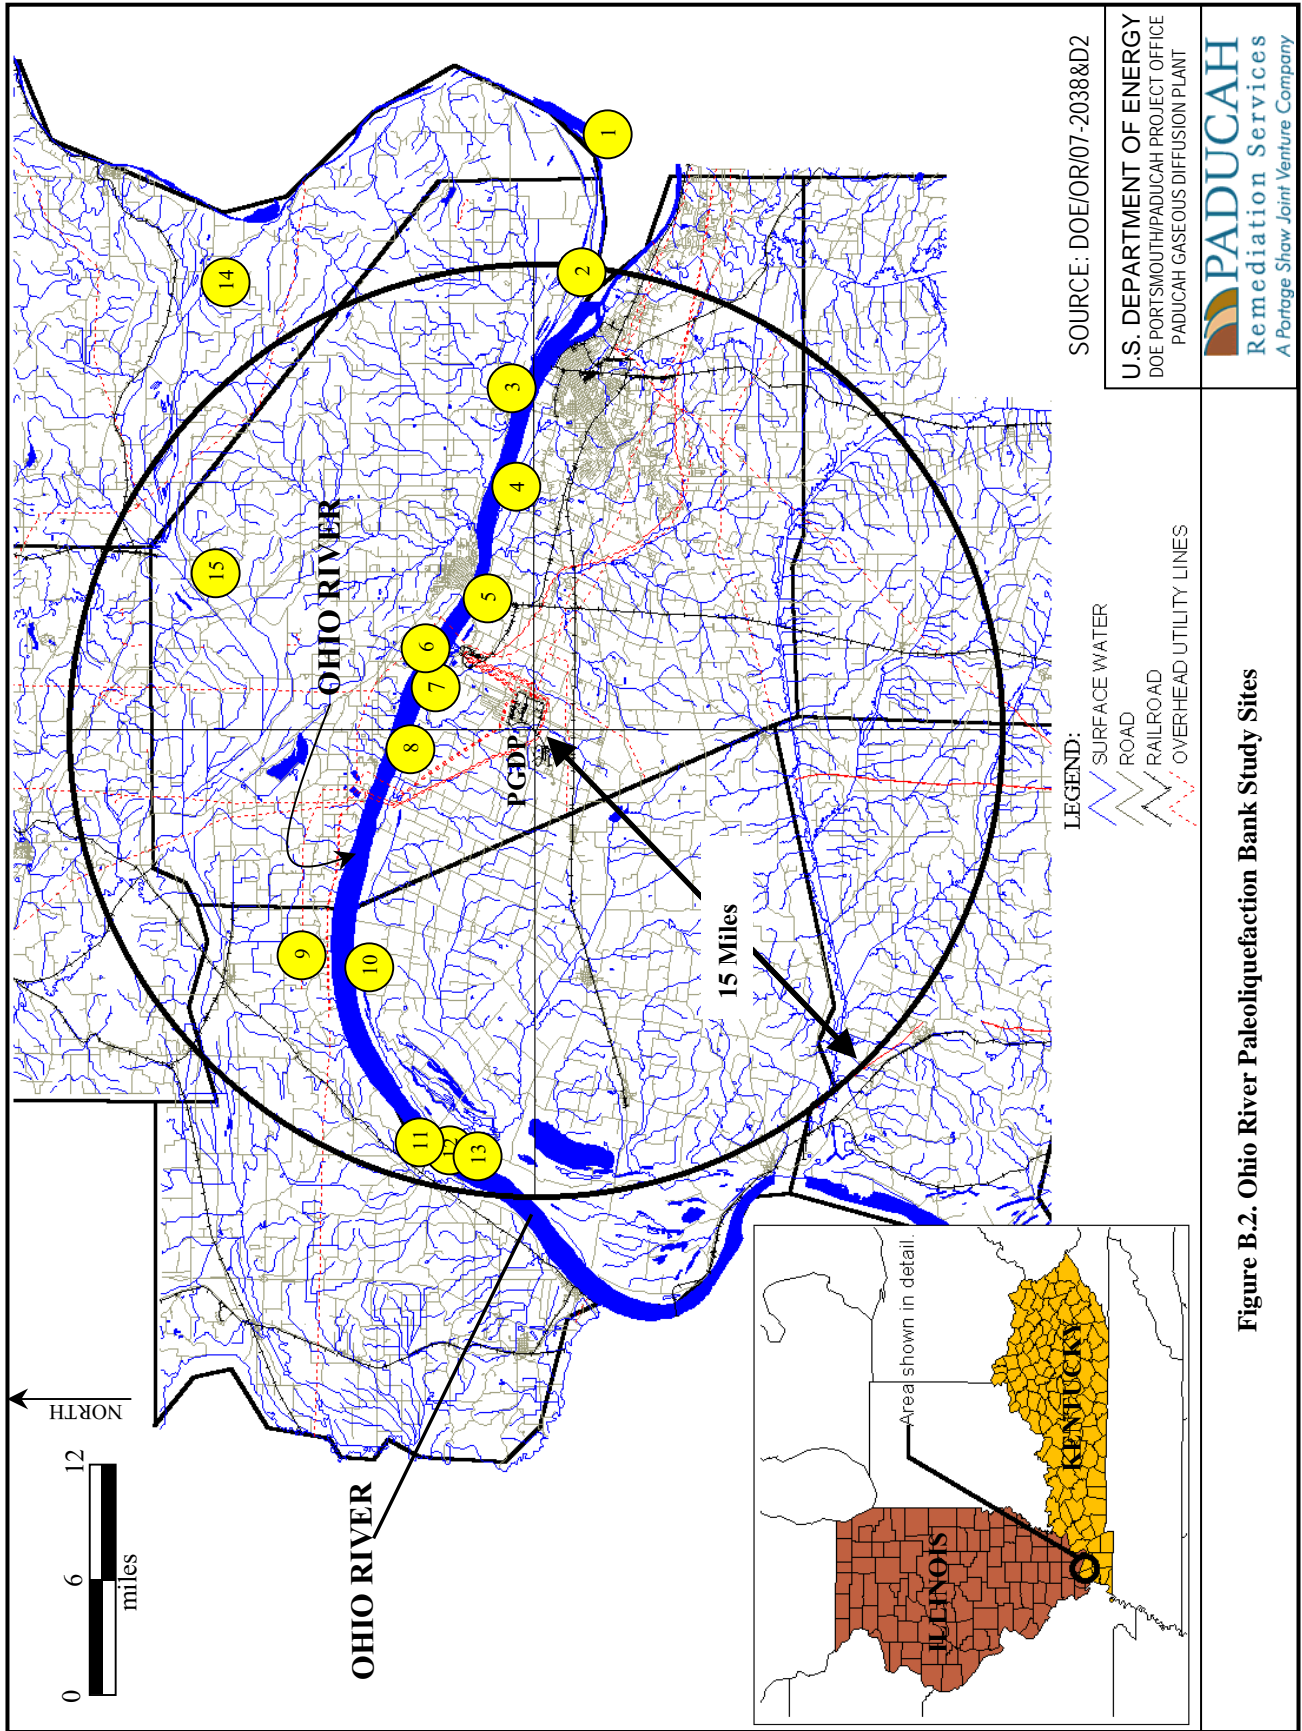 0 6 12
miles
NORTH
OHIO RIVER
OHIO RIVER
PGDP
15 Miles
1
2
3
4
5
6
7
8
9
10
11
12
13
14
15
Area shown in detail.
ILLINOIS
KENTUCKY
LEGEND:
SURFACE WATER
ROAD
RAILROAD
OVERHEAD UTILITY LINES
SOURCE: DOE/OR/07-2038&D2
U.S. DEPARTMENT OF ENERGY
DOE PORTSMOUTH/PADUCAH PROJECT OFFICE
PADUCAH GASEOUS DIFFUSION PLANT
PADUCAH
Remediation Services
A Portage Shaw Joint Venture Company
Figure B.2. Ohio River Paleoliquefaction Bank Study Sites